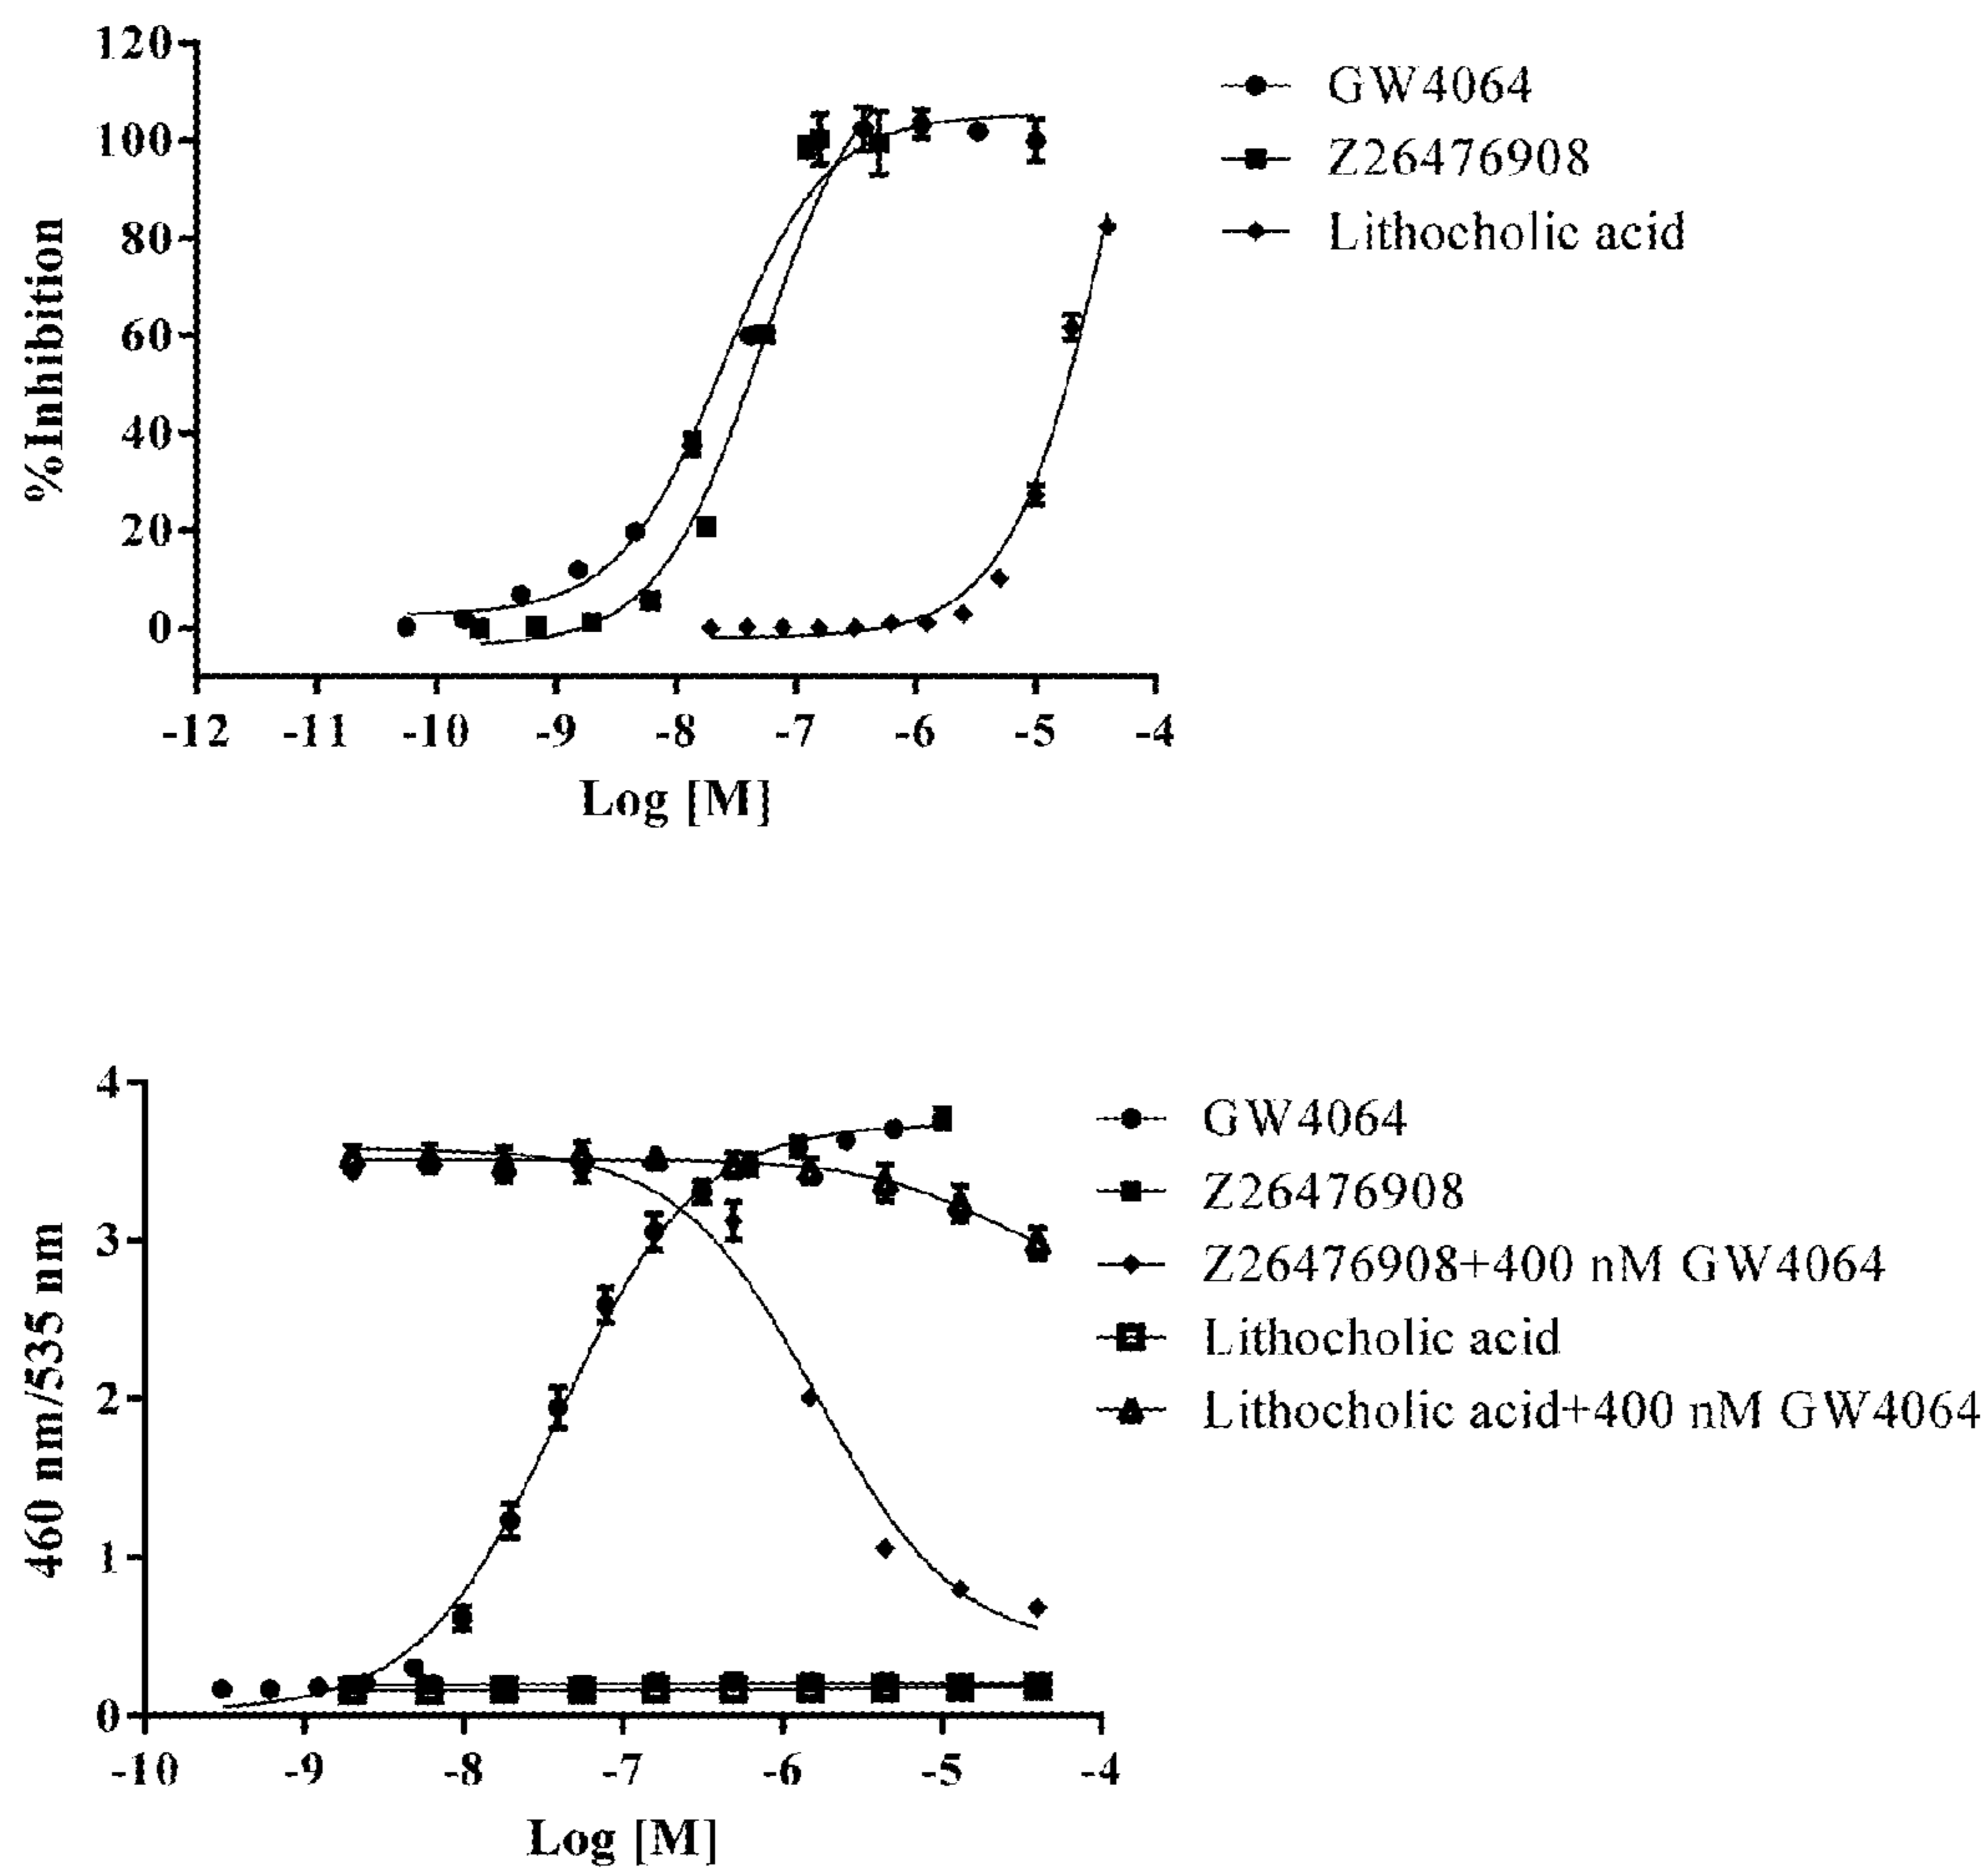 120
100
80
60
40
20
0
%Inhibition
-12 -11 -10 -9 -8 -7 -6 -5 -4
Log [M]
GW4064
Z26476908
Lithocholic acid
4
3
2
1
0
460 nm/535 nm
-10 -9 -8 -7 -6 -5 -4
Log [M]
GW4064
Z26476908
Z26476908+400 nM GW4064
Lithocholic acid
Lithocholic acid+400 nM GW4064